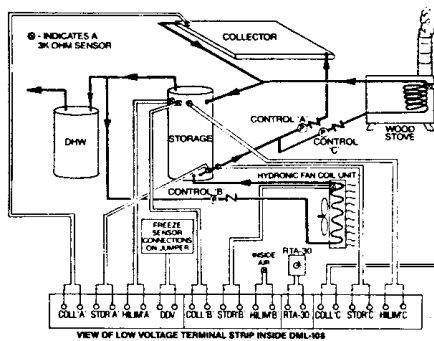 ⊗ - INDICATES A
3K OHM SENSOR
COLLECTOR
DHW
STORAGE
CONTROL 'A'
CONTROL
'C'
WOOD
STOVE
HYDRONIC FAN COIL UNIT
CONTROL 'B
FREEZE
SENSOR
CONNECTIONS
ON JUMPER
INSIDE
AIR
RTA-30
COLL'A' STOR'A' HILIM'A' DDV COLL'B' STOR'B' HILIM'B RTA-30 COLL'C STOR'C HILIM'C
VIEW OF LOW VOLTAGE TERMINAL STRIP INSIDE DML-108